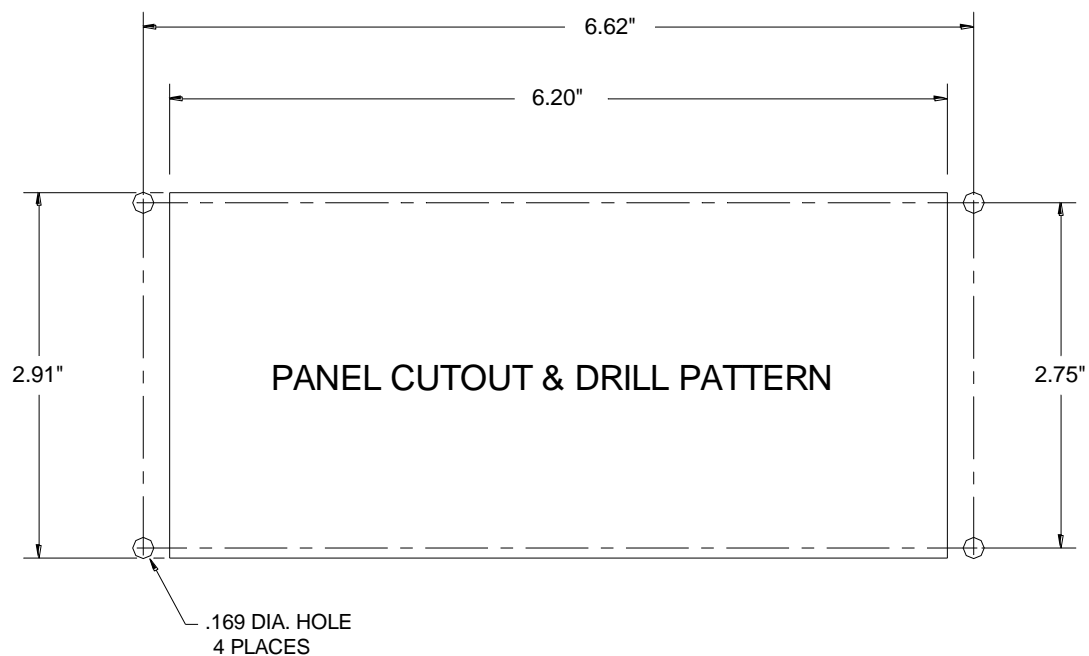 6.62"
6.20"
2.91"
PANEL CUTOUT & DRILL PATTERN
2.75"
.169 DIA. HOLE
4 PLACES